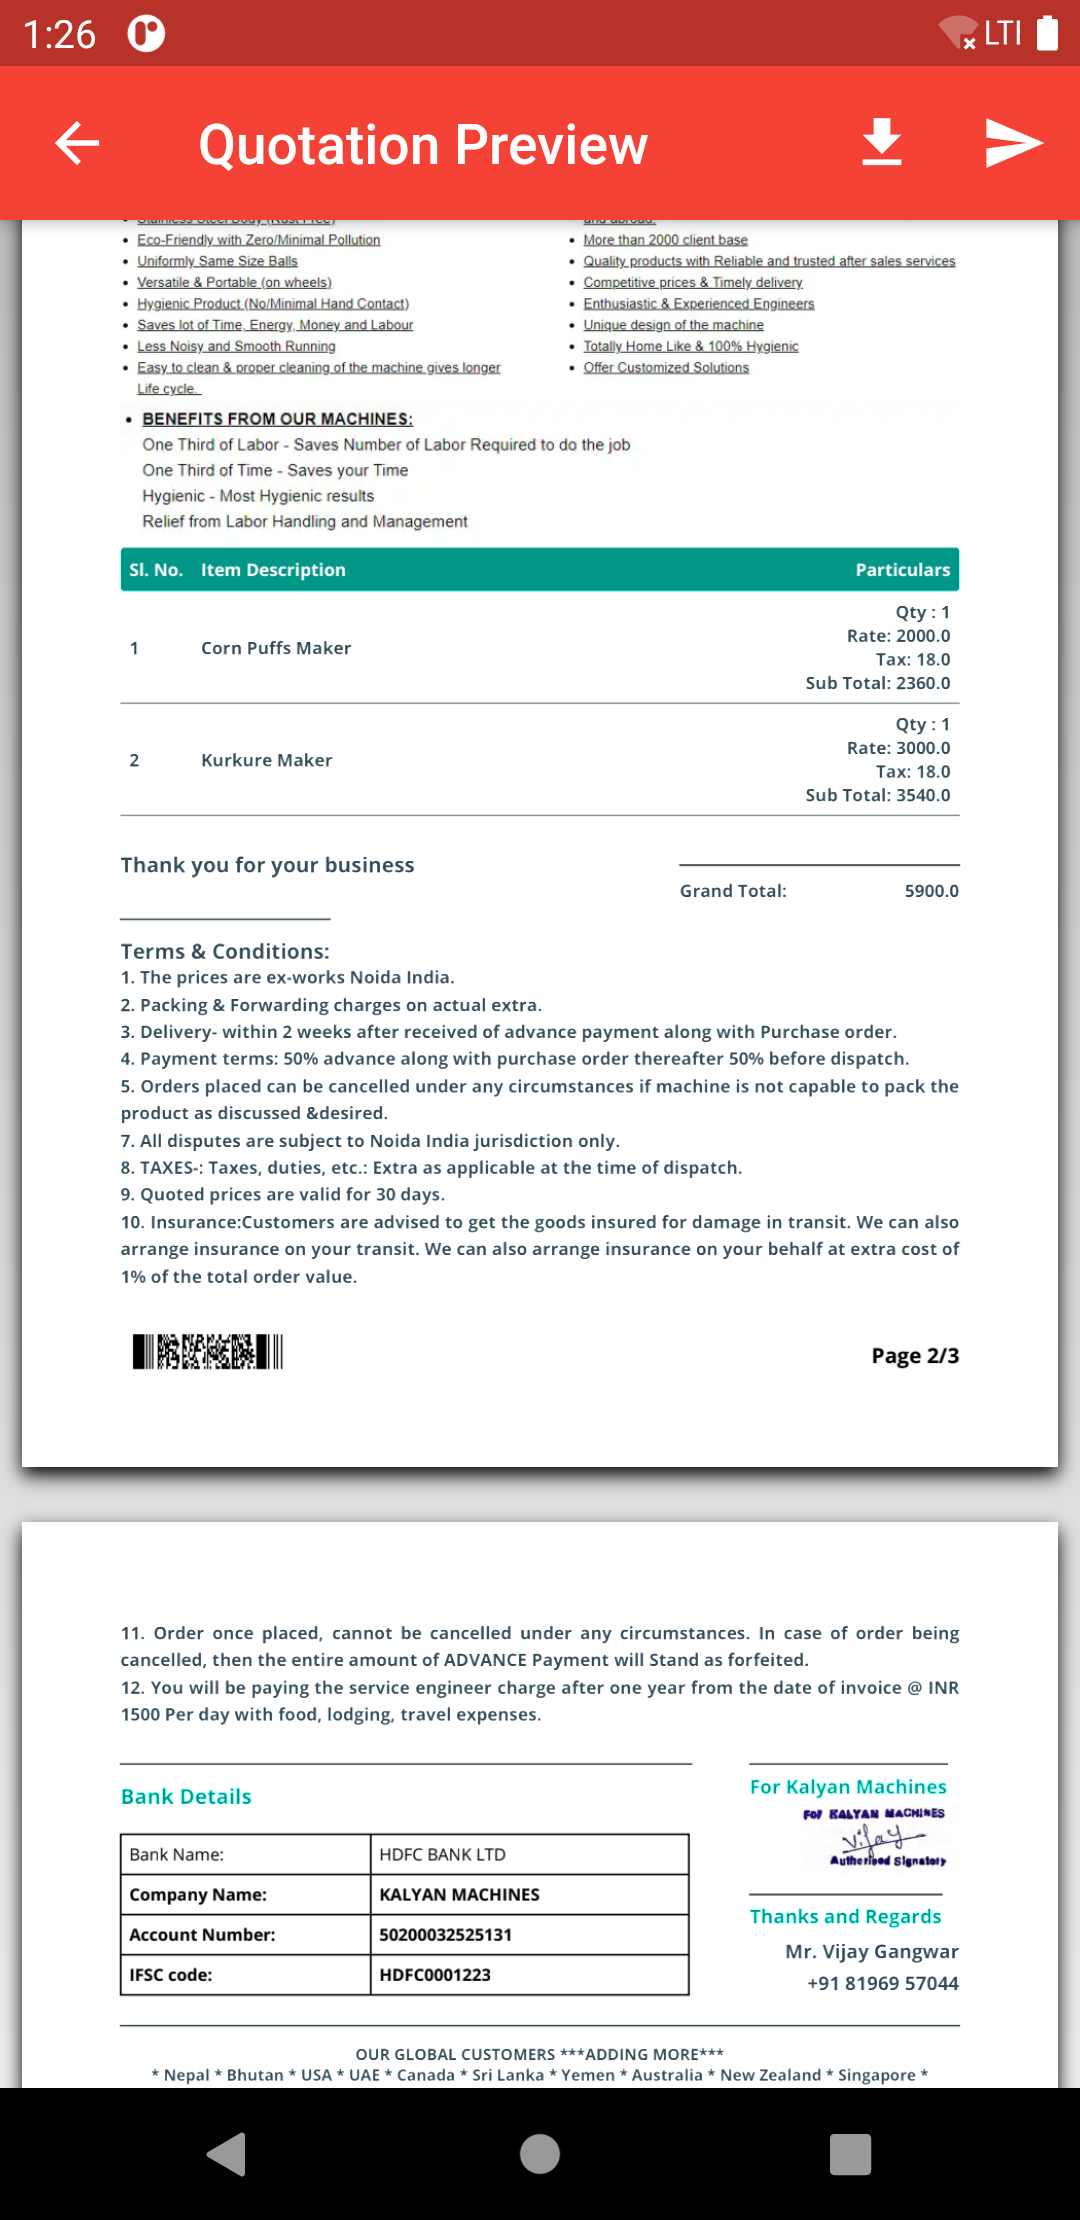 1:26
LTI
Quotation Preview
Stainless Steel Body (Rust Free)
and abroad.
• Eco-Friendly with Zero/Minimal Pollution
• More than 2000 client base
• Uniformly Same Size Balls
• Quality products with Reliable and trusted after sales services
• Versatile & Portable (on wheels)
• Competitive prices & Timely delivery
• Hygienic Product (No/Minimal Hand Contact)
• Enthusiastic & Experienced Engineers
• Saves lot of Time, Energy, Money and Labour
• Unique design of the machine
• Less Noisy and Smooth Running
• Totally Home Like & 100% Hygienic
• Easy to clean & proper cleaning of the machine gives longer
• Offer Customized Solutions
Life cycle.
• BENEFITS FROM OUR MACHINES:
One Third of Labor - Saves Number of Labor Required to do the job
One Third of Time - Saves your Time
Hygienic - Most Hygienic results
Relief from Labor Handling and Management
Sl. No. Item Description Particulars
Qty : 1
Rate: 2000.0
1 Corn Puffs Maker
Tax: 18.0
Sub Total: 2360.0
Qty : 1
Rate: 3000.0
2 Kurkure Maker
Tax: 18.0
Sub Total: 3540.0
Thank you for your business
Grand Total: 5900.0
Terms & Conditions:
1. The prices are ex-works Noida India.
2. Packing & Forwarding charges on actual extra.
3. Delivery- within 2 weeks after received of advance payment along with Purchase order.
4. Payment terms: 50% advance along with purchase order thereafter 50% before dispatch.
5. Orders placed can be cancelled under any circumstances if machine is not capable to pack the
product as discussed &desired.
7. All disputes are subject to Noida India jurisdiction only.
8. TAXES-: Taxes, duties, etc.: Extra as applicable at the time of dispatch.
9. Quoted prices are valid for 30 days.
10. Insurance:Customers are advised to get the goods insured for damage in transit. We can also
arrange insurance on your transit. We can also arrange insurance on your behalf at extra cost of
1% of the total order value.
Page 2/3
11. Order once placed, cannot be cancelled under any circumstances. In case of order being
cancelled, then the entire amount of ADVANCE Payment will Stand as forfeited.
12. You will be paying the service engineer charge after one year from the date of invoice @ INR
1500 Per day with food, lodging, travel expenses.
Bank Details
Bank Name: HDFC BANK LTD
Company Name: KALYAN MACHINES
Account Number: 50200032525131
IFSC code: HDFC0001223
For Kalyan Machines
FOR KALYAN MACHINES
Vijay
Authorised Signatory
Thanks and Regards
Mr. Vijay Gangwar
+91 81969 57044
OUR GLOBAL CUSTOMERS ***ADDING MORE***
* Nepal * Bhutan * USA * UAE * Canada * Sri Lanka * Yemen * Australia * New Zealand * Singapore *